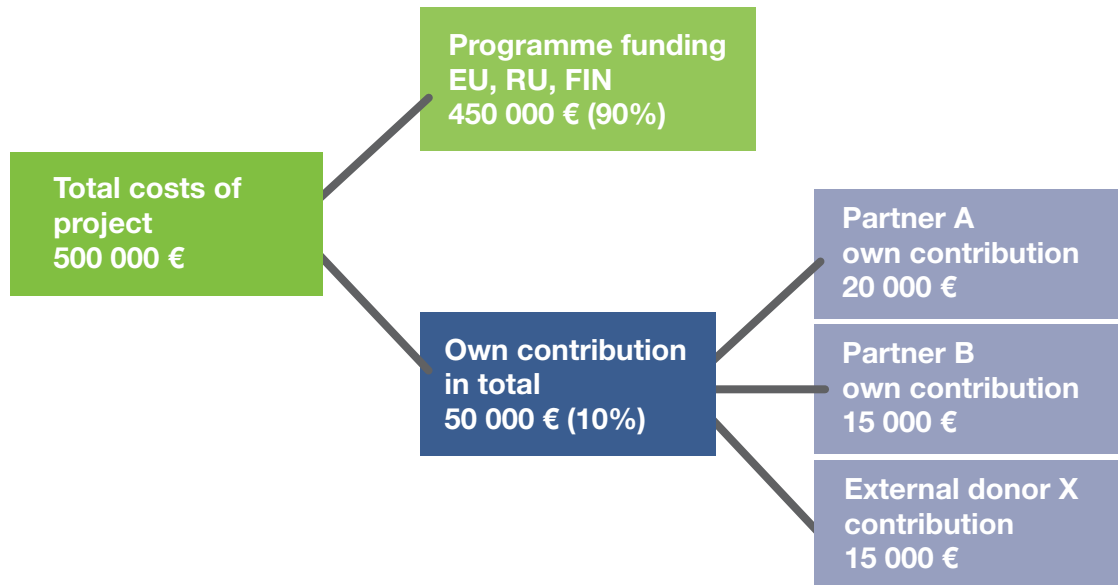 Programme funding
EU, RU, FIN
450 000 € (90%)
Total costs of
project
500 000 €
Own contribution
in total
50 000 € (10%)
Partner A
own contribution
20 000 €
Partner B
own contribution
15 000 €
External donor X
contribution
15 000 €